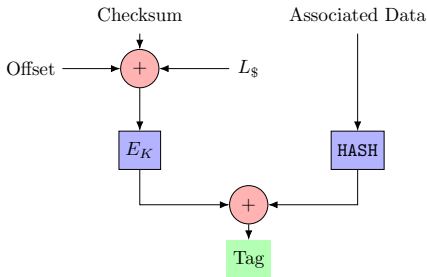 Checksum
Associated Data
Offset
+
L$
E_K
HASH
+
Tag